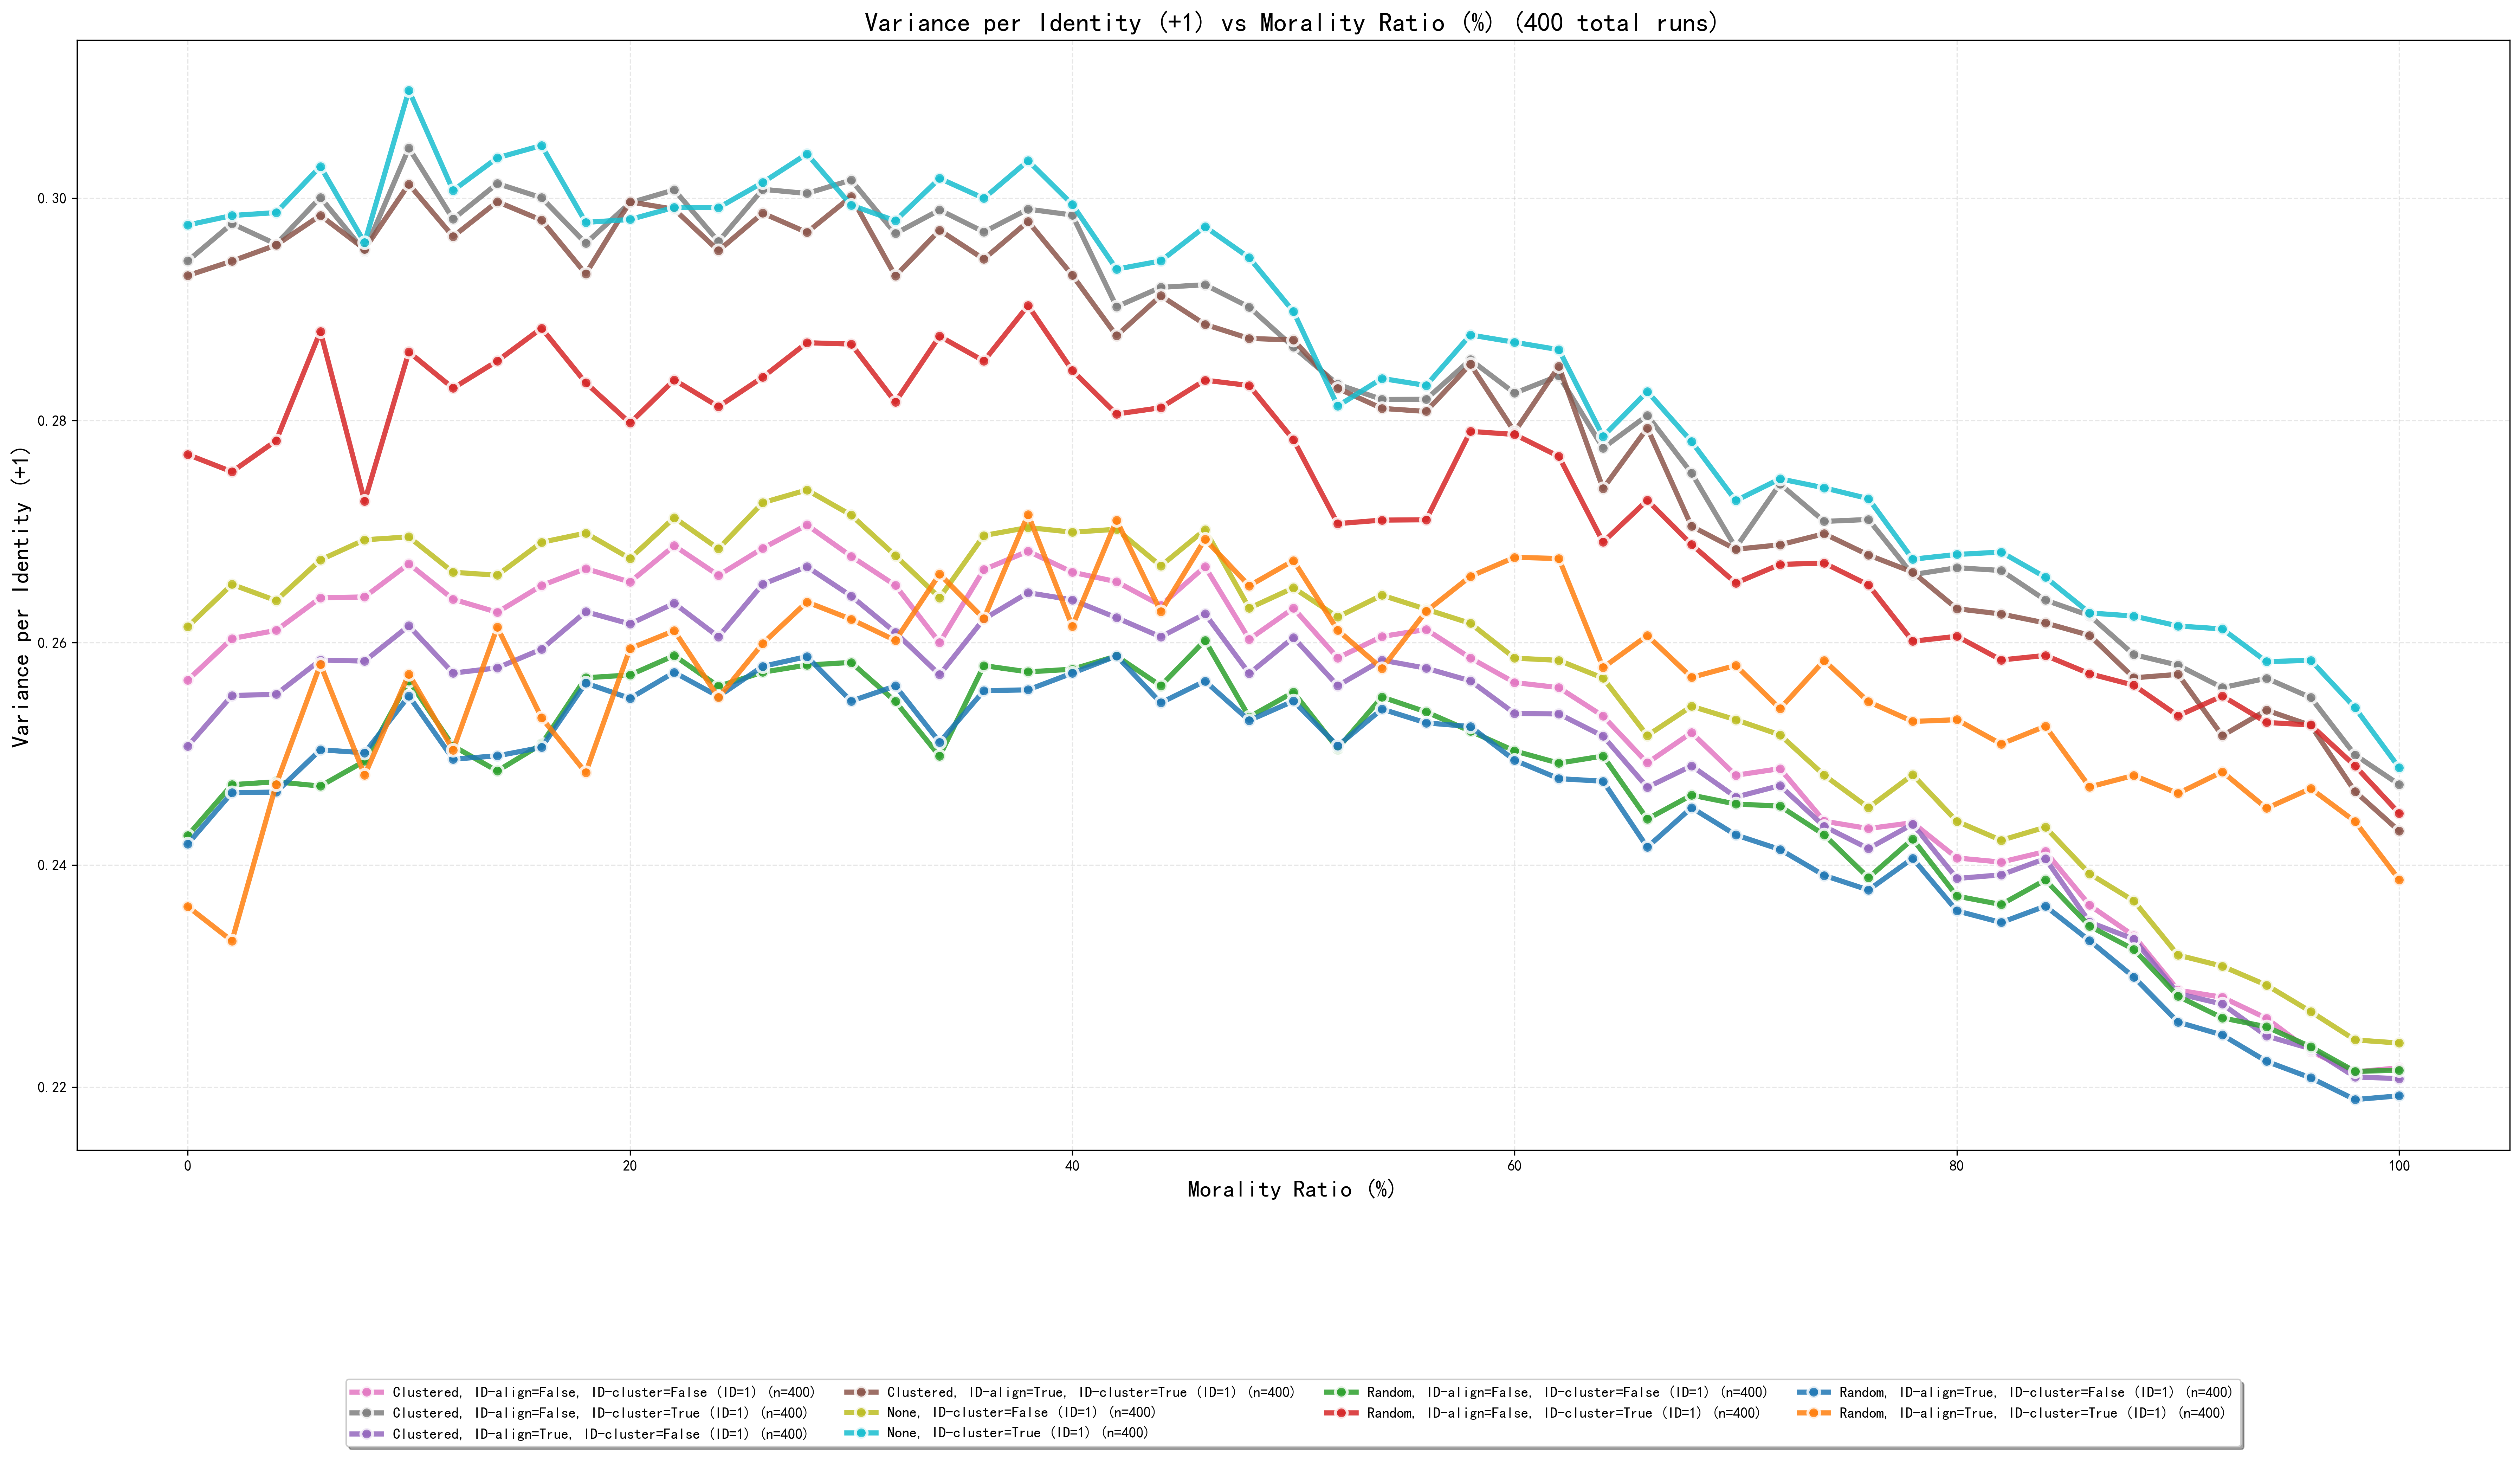 Variance per Identity (+1) vs Morality Ratio (%) (400 total runs)
Variance per Identity (+1)
0.30
0.28
0.26
0.24
0.22
0
20
40
60
80
100
Morality Ratio (%)
Clustered, ID-align=False, ID-cluster=False (ID=1) (n=400)
Clustered, ID-align=False, ID-cluster=True (ID=1) (n=400)
Clustered, ID-align=True, ID-cluster=False (ID=1) (n=400)
Clustered, ID-align=True, ID-cluster=True (ID=1) (n=400)
None, ID-cluster=False (ID=1) (n=400)
None, ID-cluster=True (ID=1) (n=400)
Random, ID-align=False, ID-cluster=False (ID=1) (n=400)
Random, ID-align=False, ID-cluster=True (ID=1) (n=400)
Random, ID-align=True, ID-cluster=False (ID=1) (n=400)
Random, ID-align=True, ID-cluster=True (ID=1) (n=400)